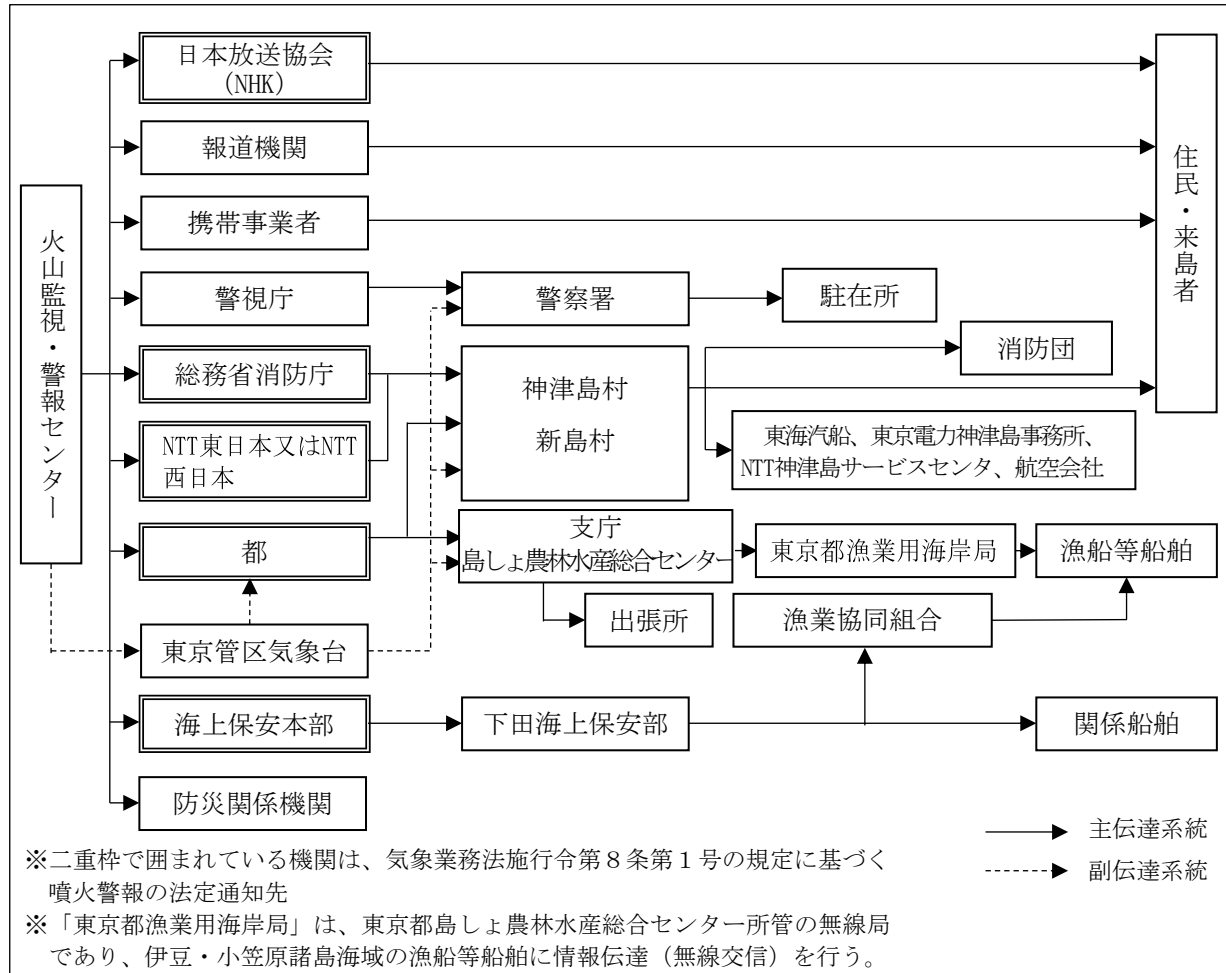 日本放送協会
(NHK)
報道機関
携帯事業者
警視庁
警察署
駐在所
総務省消防庁
NTT東日本又はNTT
西日本
神津島村
新島村
消防団
東海汽船、東京電力神津島事務所、
NTT神津島サービスセンタ、航空会社
住民・来島者
火山監視・警報センター
都
支庁
島しょ農林水産総合センター
東京都漁業用海岸局
漁船等船舶
出張所
漁業協同組合
東京管区気象台
海上保安本部
下田海上保安部
関係船舶
防災関係機関
主伝達系統
副伝達系統
※二重枠で囲まれている機関は、気象業務法施行令第8条第1号の規定に基づく
噴火警報の法定通知先
※「東京都漁業用海岸局」は、東京都島しょ農林水産総合センター所管の無線局
であり、伊豆・小笠原諸島海域の漁船等船舶に情報伝達（無線交信）を行う。